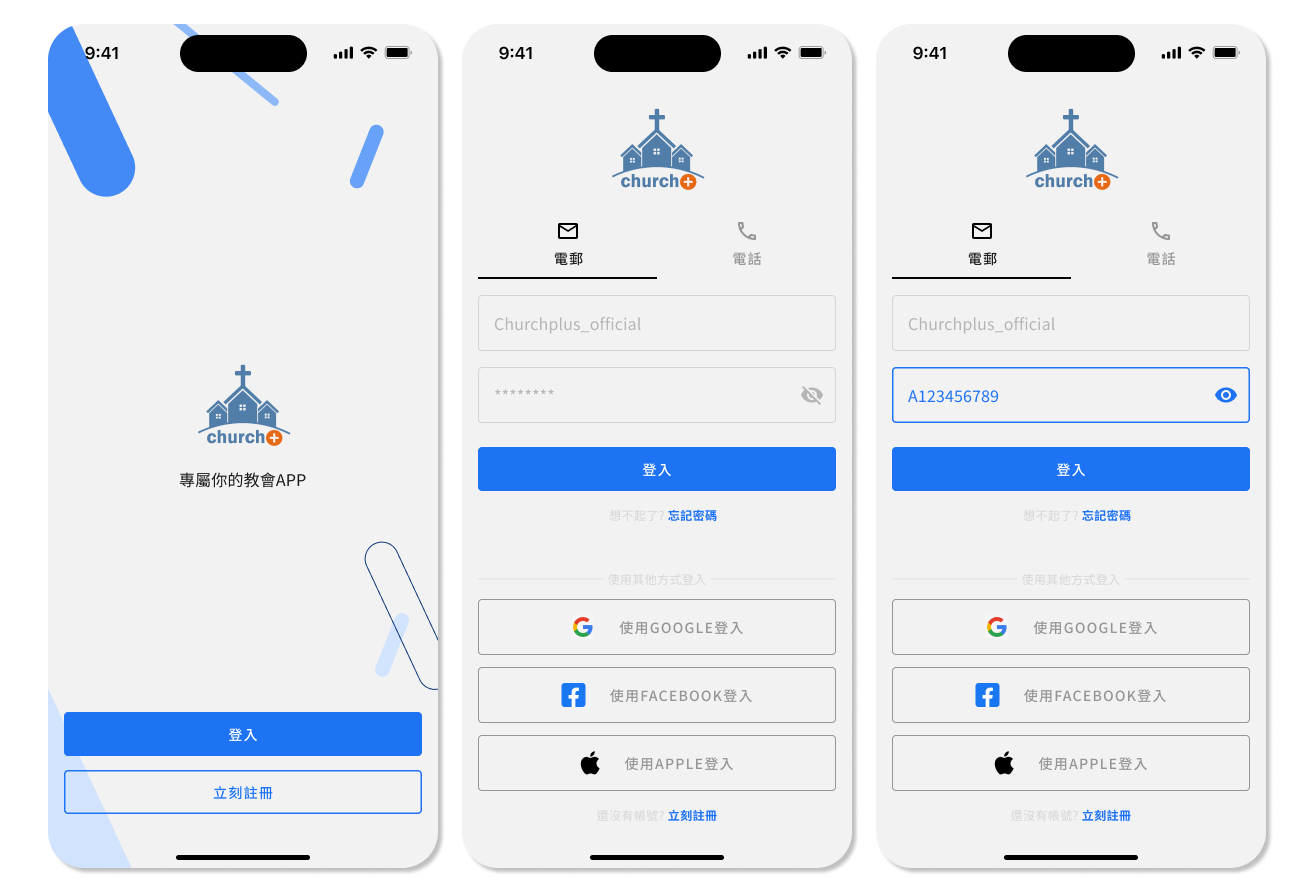 9:41
church+
專屬你的教會APP
登入
立刻註冊
9:41
church+
電郵
電話
Churchplus_official
********
登入
想不起了? 忘記密碼
使用其他方式登入
使用GOOGLE登入
使用FACEBOOK登入
使用APPLE登入
還沒有帳號? 立刻註冊
9:41
church+
電郵
電話
Churchplus_official
A123456789
登入
想不起了? 忘記密碼
使用其他方式登入
使用GOOGLE登入
使用FACEBOOK登入
使用APPLE登入
還沒有帳號? 立刻註冊